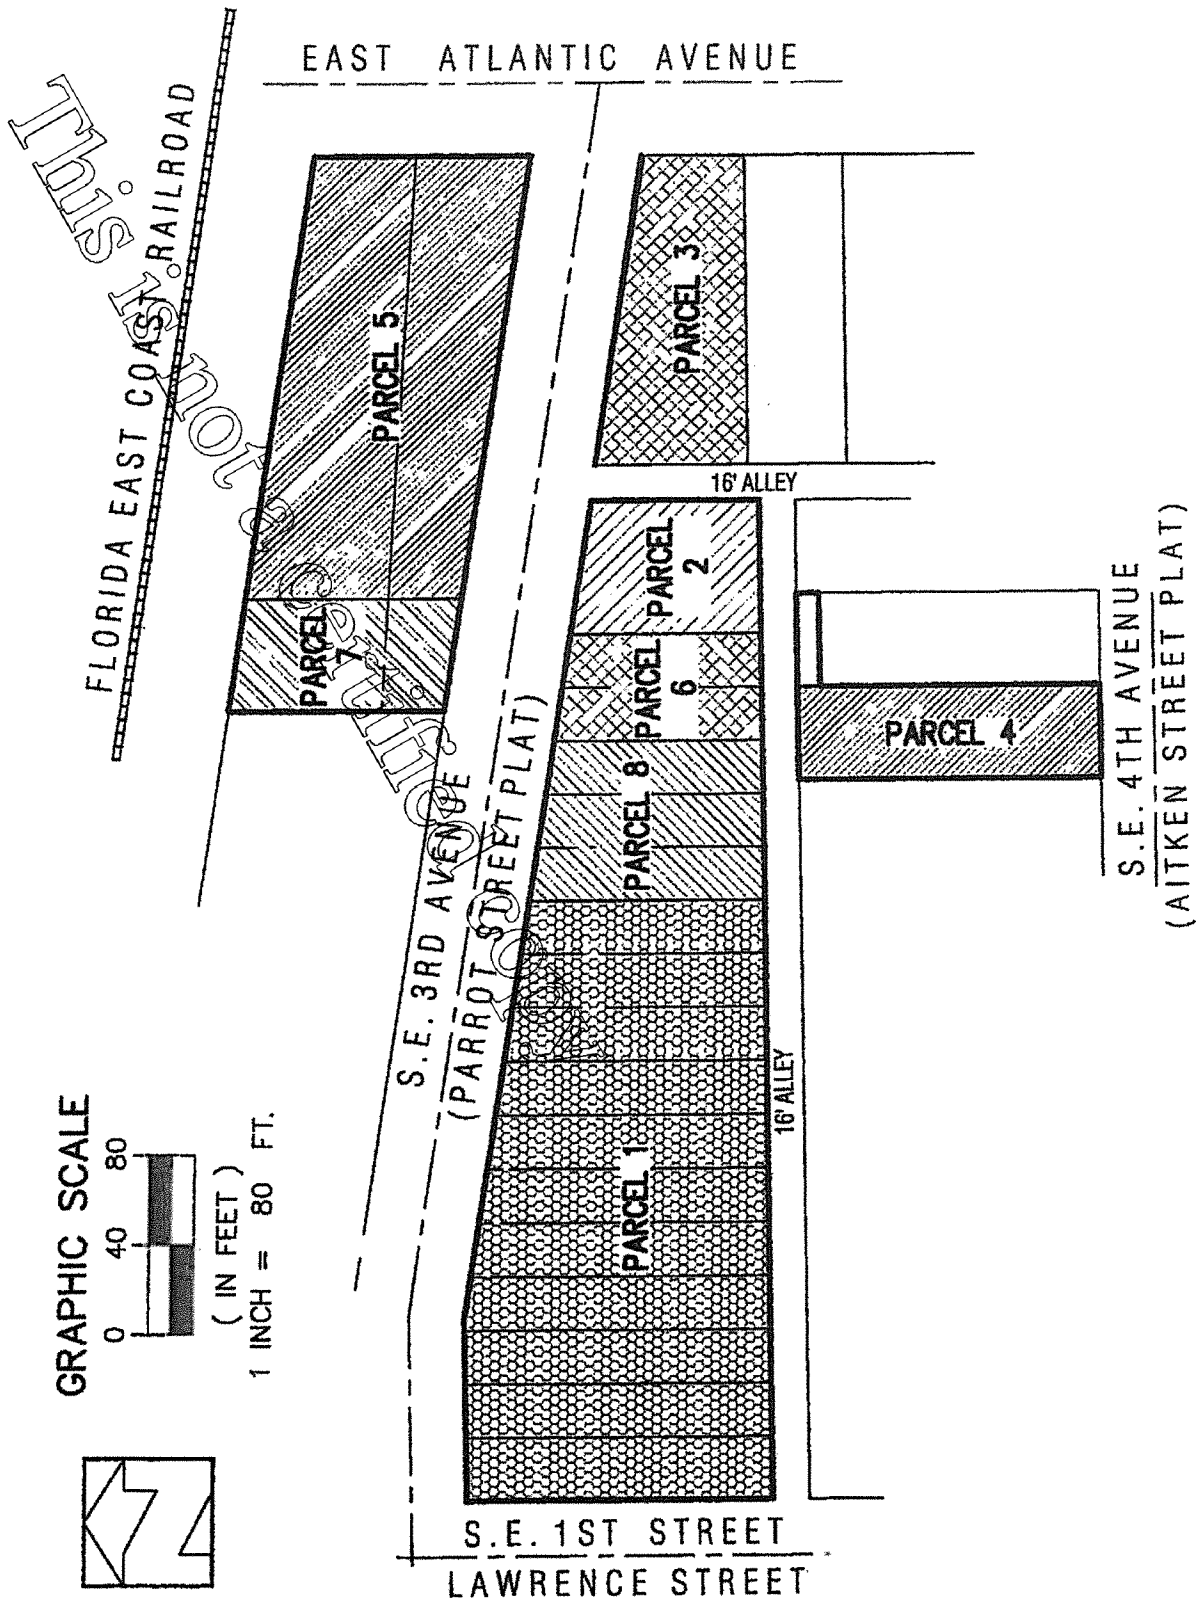 EAST ATLANTIC AVENUE
FLORIDA EAST COAST RAILROAD
This is not a certified copy
PARCEL 5
PARCEL 3
16' ALLEY
PARCEL
7
PARCEL
2
PARCEL
6
PARCEL 8
PARCEL 4
S.E. 4TH AVENUE
(AITKEN STREET PLAT)
S.E. 3RD AVENUE
(PARROT STREET PLAT)
PARCEL 1
16' ALLEY
GRAPHIC SCALE
0 40 80
( IN FEET )
1 INCH = 80 FT.
N
S.E. 1ST STREET
LAWRENCE STREET